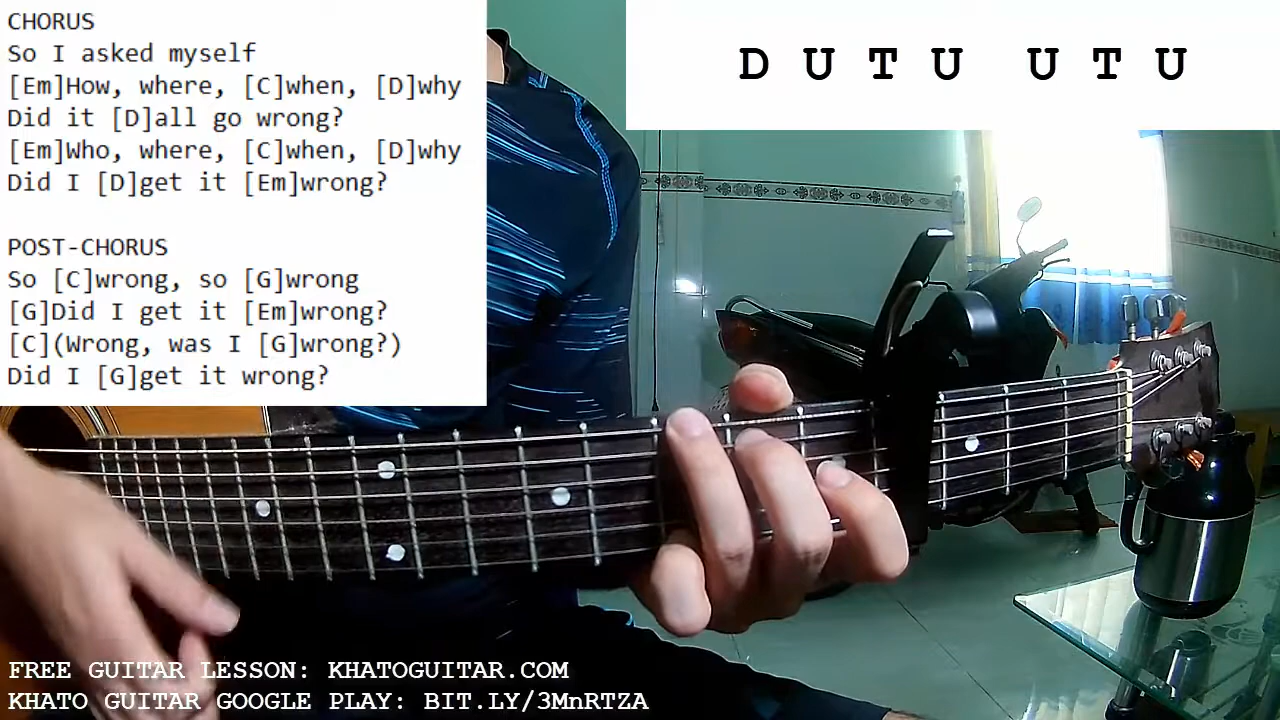 CHORUS
So I asked myself
[Em]How, where, [C]when, [D]why
Did it [D]all go wrong?
[Em]Who, where, [C]when, [D]why
Did I [D]get it [Em]wrong?
POST-CHORUS
So [C]wrong, so [G]wrong
[G]Did I get it [Em]wrong?
[C](Wrong, was I [G]wrong?)
Did I [G]get it wrong?
D U T U U T U
FREE GUITAR LESSON: KHATOGUITAR.COM
KHATO GUITAR GOOGLE PLAY: BIT.LY/3MnRTZA